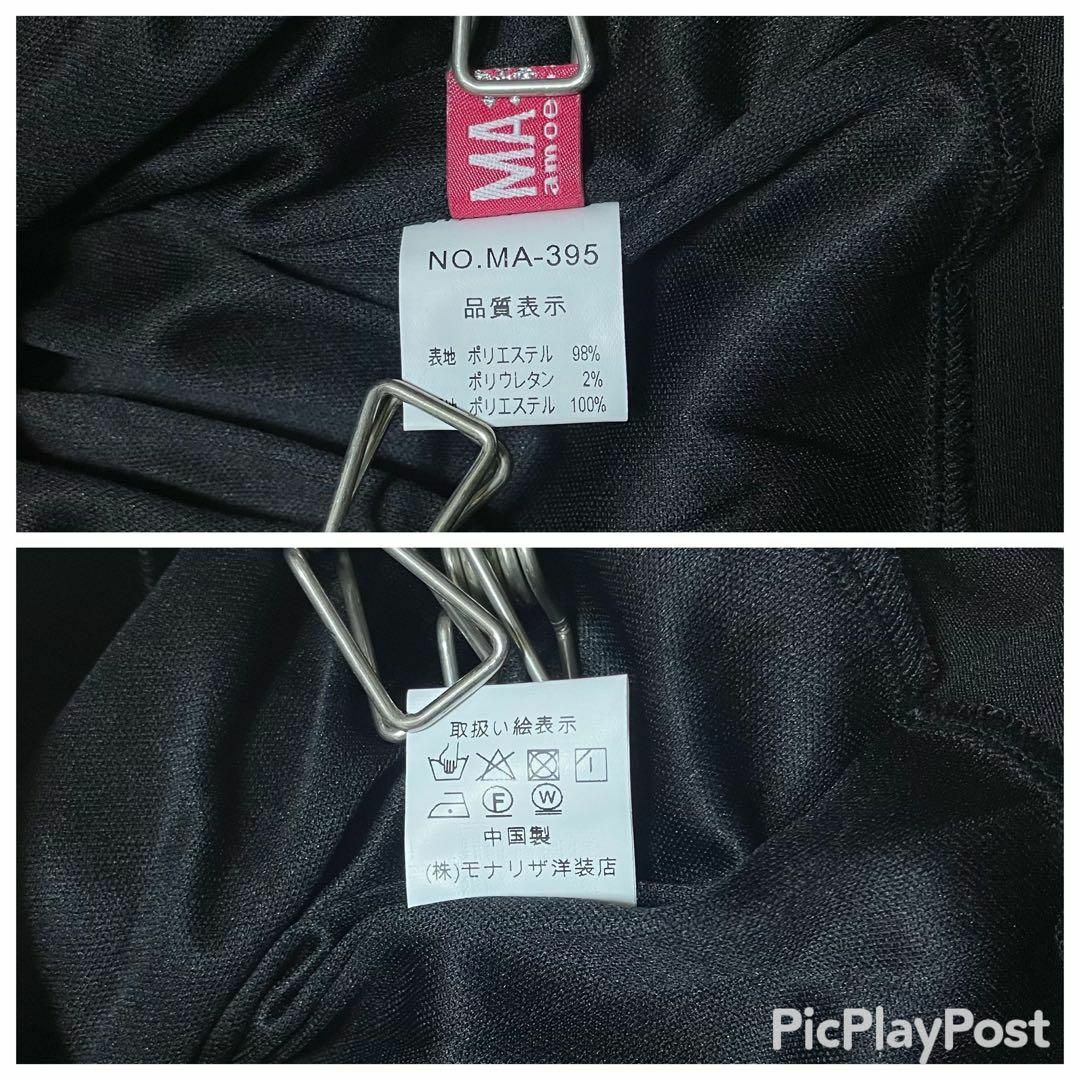 MA
amoe
NO.MA-395
品質表示
表地 ポリエステル 98%
ポリウレタン 2%
地 ポリエステル 100%
取扱い絵表示
F W
中国製
(株)モナリザ洋装店
PicPlayPost